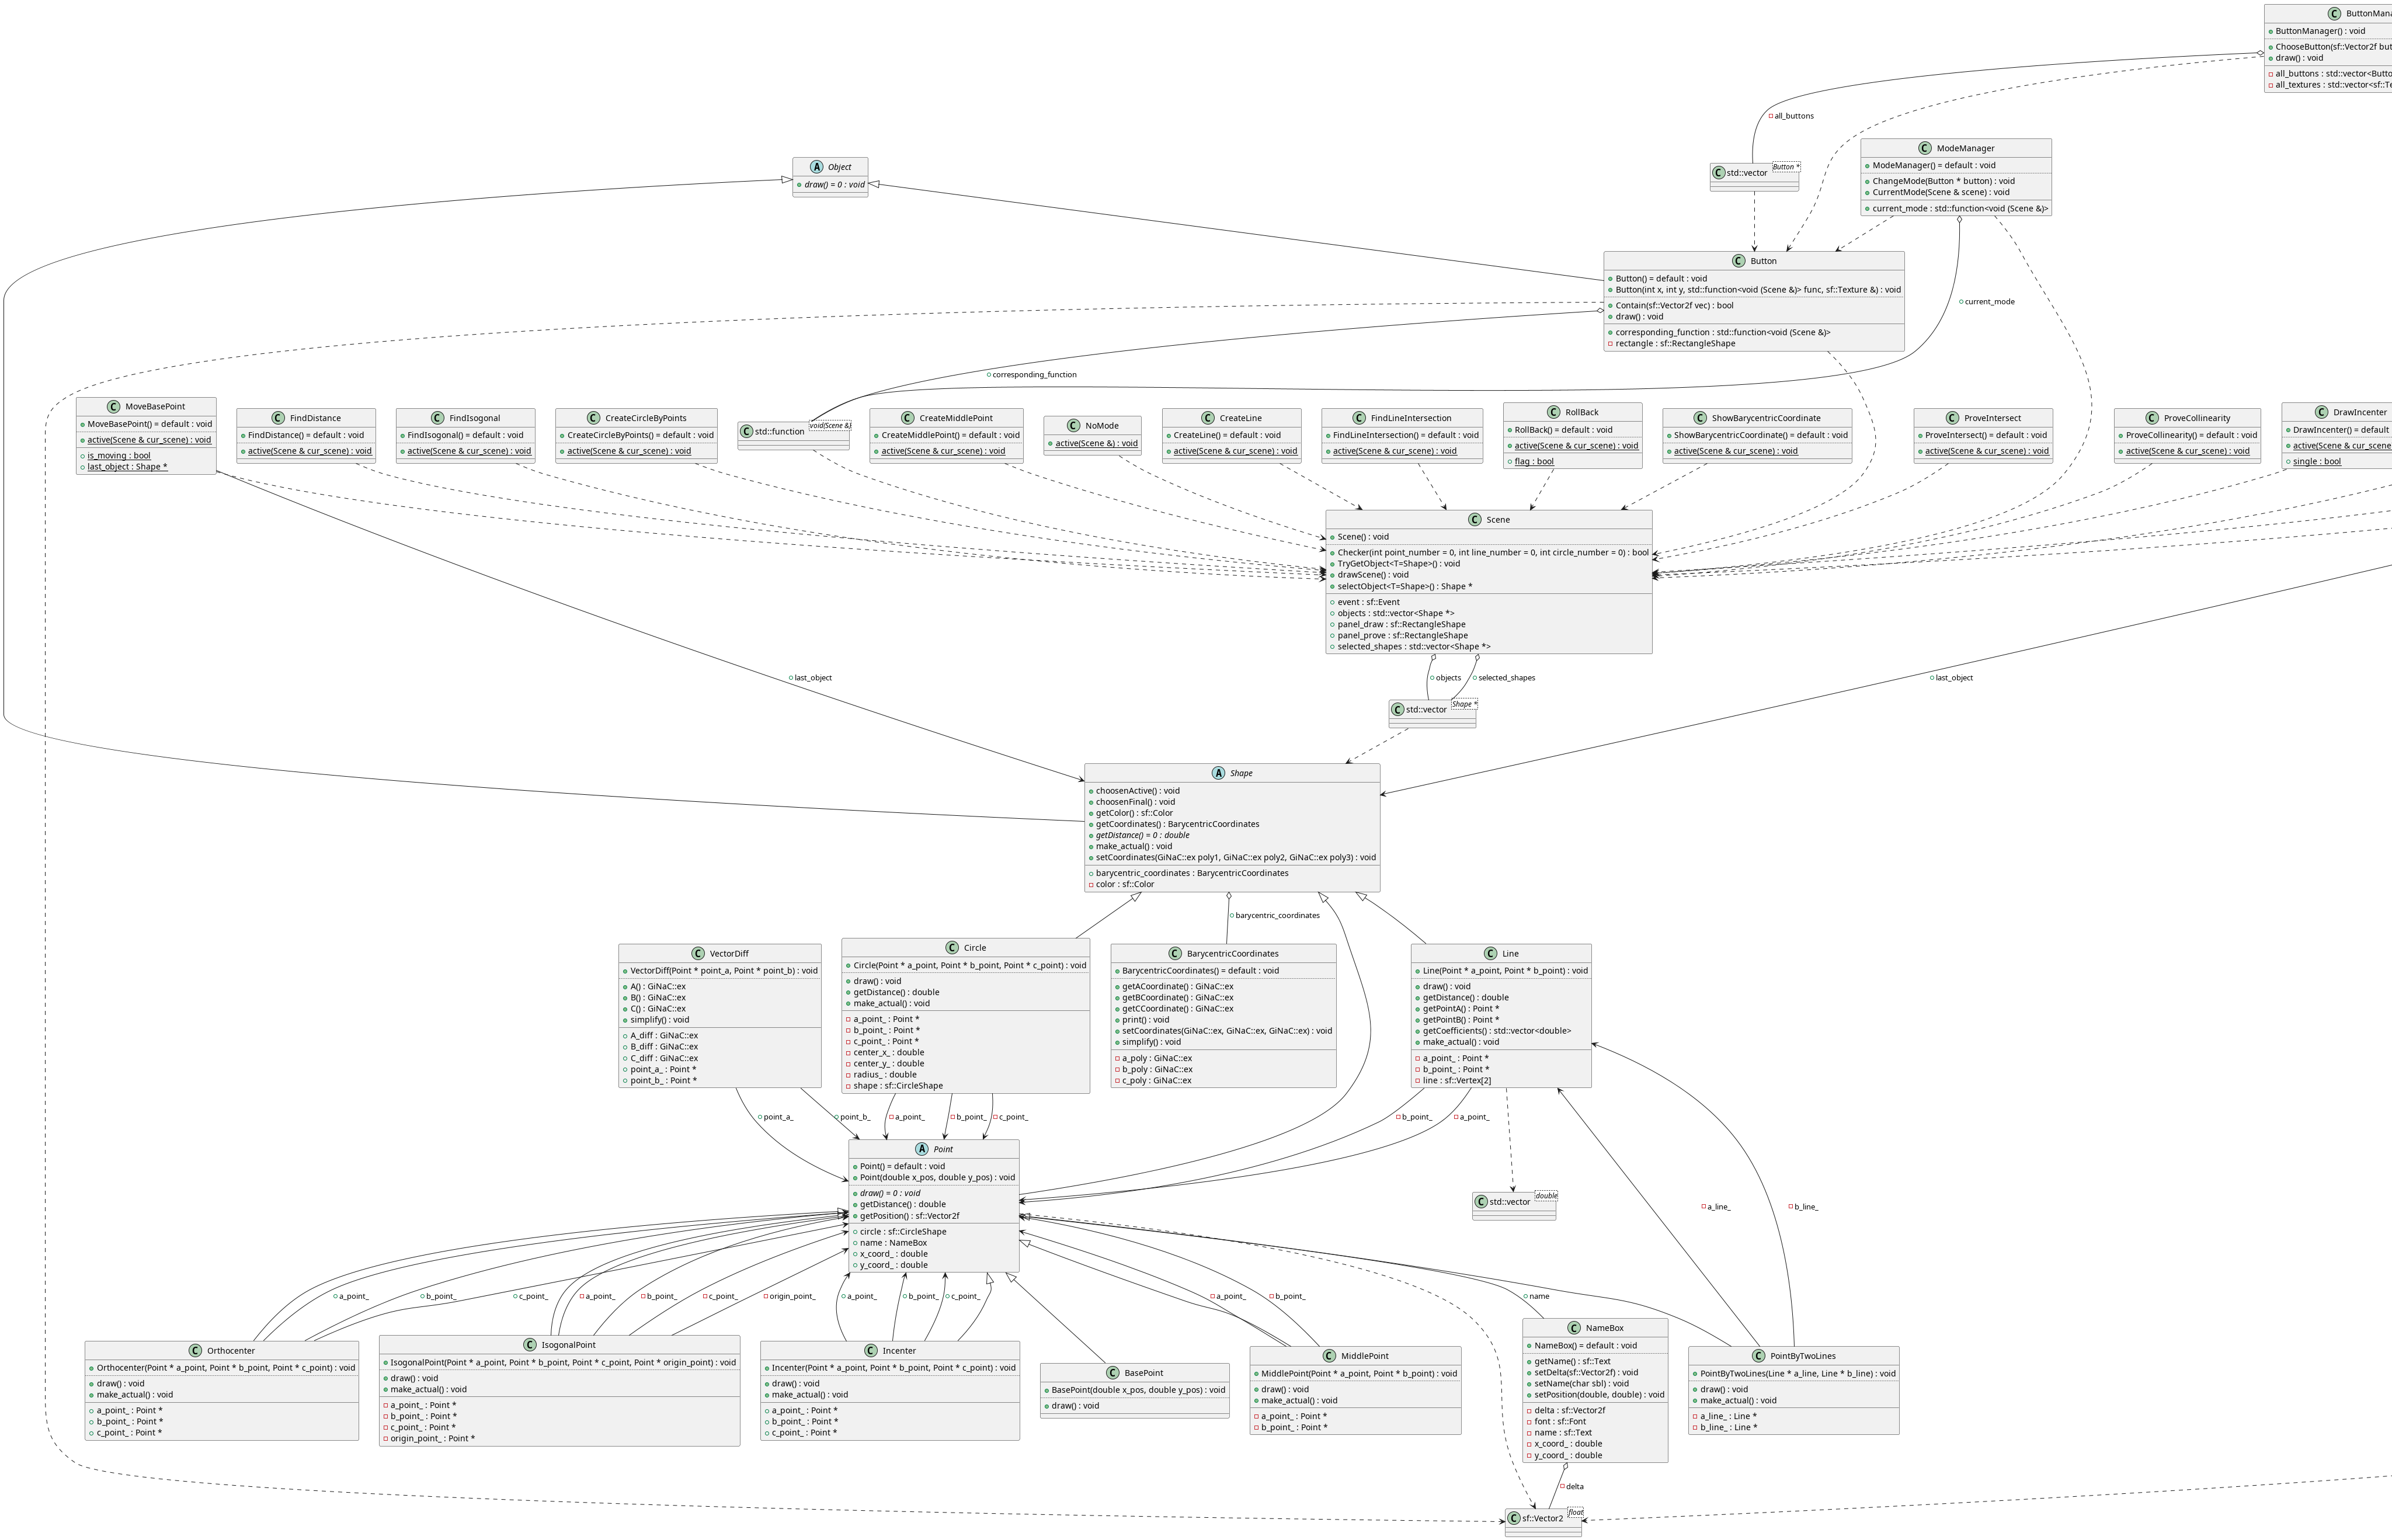 ButtonMana
ButtonManager() : void
ChooseButton(sf::Vector2f but
draw() : void
all_buttons : std::vector<Butto
all_textures : std::vector<sf::Te
all_buttons
Object
draw() = 0 : void
std::vector
Button *
ModeManager
ModeManager() = default : void
ChangeMode(Button * button) : void
CurrentMode(Scene & scene) : void
current_mode : std::function<void (Scene &)>
Button
Button() = default : void
Button(int x, int y, std::function<void (Scene &)> func, sf::Texture &) : void
Contain(sf::Vector2f vec) : bool
draw() : void
corresponding_function : std::function<void (Scene &)>
rectangle : sf::RectangleShape
current_mode
corresponding_function
MoveBasePoint
MoveBasePoint() = default : void
active(Scene & cur_scene) : void
is_moving : bool
last_object : Shape *
FindDistance
FindDistance() = default : void
active(Scene & cur_scene) : void
FindIsogonal
FindIsogonal() = default : void
active(Scene & cur_scene) : void
CreateCircleByPoints
CreateCircleByPoints() = default : void
active(Scene & cur_scene) : void
std::function
void(Scene &)
CreateMiddlePoint
CreateMiddlePoint() = default : void
active(Scene & cur_scene) : void
NoMode
active(Scene &) : void
CreateLine
CreateLine() = default : void
active(Scene & cur_scene) : void
FindLineIntersection
FindLineIntersection() = default : void
active(Scene & cur_scene) : void
RollBack
RollBack() = default : void
active(Scene & cur_scene) : void
flag : bool
ShowBarycentricCoordinate
ShowBarycentricCoordinate() = default : void
active(Scene & cur_scene) : void
ProveIntersect
ProveIntersect() = default : void
active(Scene & cur_scene) : void
ProveCollinearity
ProveCollinearity() = default : void
active(Scene & cur_scene) : void
DrawIncenter
DrawIncenter() = default
active(Scene & cur_scene
single : bool
Scene
Scene() : void
Checker(int point_number = 0, int line_number = 0, int circle_number = 0) : bool
TryGetObject<T=Shape>() : void
drawScene() : void
selectObject<T=Shape>() : Shape *
event : sf::Event
objects : std::vector<Shape *>
panel_draw : sf::RectangleShape
panel_prove : sf::RectangleShape
selected_shapes : std::vector<Shape *>
last_object
objects
selected_shapes
last_object
std::vector
Shape *
Shape
choosenActive() : void
choosenFinal() : void
getColor() : sf::Color
getCoordinates() : BarycentricCoordinates
getDistance() = 0 : double
make_actual() : void
setCoordinates(GiNaC::ex poly1, GiNaC::ex poly2, GiNaC::ex poly3) : void
barycentric_coordinates : BarycentricCoordinates
color : sf::Color
barycentric_coordinates
VectorDiff
VectorDiff(Point * point_a, Point * point_b) : void
A() : GiNaC::ex
B() : GiNaC::ex
C() : GiNaC::ex
simplify() : void
A_diff : GiNaC::ex
B_diff : GiNaC::ex
C_diff : GiNaC::ex
point_a_ : Point *
point_b_ : Point *
Circle
Circle(Point * a_point, Point * b_point, Point * c_point) : void
draw() : void
getDistance() : double
make_actual() : void
a_point_ : Point *
b_point_ : Point *
c_point_ : Point *
center_x_ : double
center_y_ : double
radius_ : double
shape : sf::CircleShape
BarycentricCoordinates
BarycentricCoordinates() = default : void
getACoordinate() : GiNaC::ex
getBCoordinate() : GiNaC::ex
getCCoordinate() : GiNaC::ex
print() : void
setCoordinates(GiNaC::ex, GiNaC::ex, GiNaC::ex) : void
simplify() : void
a_poly : GiNaC::ex
b_poly : GiNaC::ex
c_poly : GiNaC::ex
Line
Line(Point * a_point, Point * b_point) : void
draw() : void
getDistance() : double
getPointA() : Point *
getPointB() : Point *
getCoefficients() : std::vector<double>
make_actual() : void
a_point_ : Point *
b_point_ : Point *
line : sf::Vertex[2]
point_a_
point_b_
a_point_
b_point_
c_point_
b_point_
a_point_
Point
Point() = default : void
Point(double x_pos, double y_pos) : void
draw() = 0 : void
getDistance() : double
getPosition() : sf::Vector2f
circle : sf::CircleShape
name : NameBox
x_coord_ : double
y_coord_ : double
std::vector
double
a_line_
b_line_
a_point_
b_point_
c_point_
a_point_
b_point_
c_point_
origin_point_
a_point_
b_point_
c_point_
a_point_
b_point_
name
Orthocenter
Orthocenter(Point * a_point, Point * b_point, Point * c_point) : void
draw() : void
make_actual() : void
a_point_ : Point *
b_point_ : Point *
c_point_ : Point *
IsogonalPoint
IsogonalPoint(Point * a_point, Point * b_point, Point * c_point, Point * origin_point) : void
draw() : void
make_actual() : void
a_point_ : Point *
b_point_ : Point *
c_point_ : Point *
origin_point_ : Point *
Incenter
Incenter(Point * a_point, Point * b_point, Point * c_point) : void
draw() : void
make_actual() : void
a_point_ : Point *
b_point_ : Point *
c_point_ : Point *
BasePoint
BasePoint(double x_pos, double y_pos) : void
draw() : void
MiddlePoint
MiddlePoint(Point * a_point, Point * b_point) : void
draw() : void
make_actual() : void
a_point_ : Point *
b_point_ : Point *
NameBox
NameBox() = default : void
getName() : sf::Text
setDelta(sf::Vector2f) : void
setName(char sbl) : void
setPosition(double, double) : void
delta : sf::Vector2f
font : sf::Font
name : sf::Text
x_coord_ : double
y_coord_ : double
PointByTwoLines
PointByTwoLines(Line * a_line, Line * b_line) : void
draw() : void
make_actual() : void
a_line_ : Line *
b_line_ : Line *
delta
sf::Vector2
float